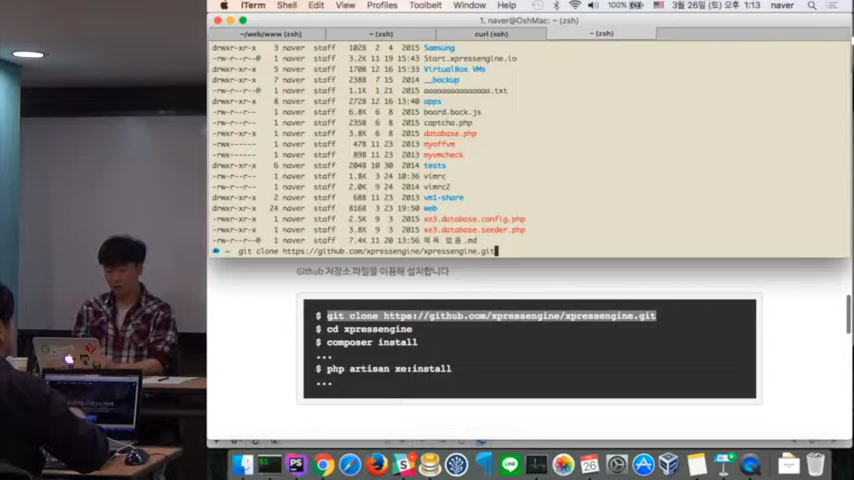 iTerm Shell Edit View Profiles Toolbelt Window Help 100% 3월 26일 (토) 1:13 naver
1. naver@OshMac: ~ (zsh)
~/web/www (zsh) ~ (zsh) curl (ssh) ~ (zsh)
drwxr-xr-x 3 naver staff 102B 2 4 2015 Samsung
-rw-r--r--@ 1 naver staff 3.2K 11 19 15:43 Start.xpressengine.io
drwxr-xr-x 5 naver staff 170B 12 16 15:33 VirtualBox VMs
drwxr-xr-x 7 naver staff 238B 7 15 2014 __backup
-rw-r--r--@ 1 naver staff 1.1K 1 21 2015 aaaaaaaaaaaaaaa.txt
drwxr-xr-x 8 naver staff 272B 12 16 13:40 apps
-rw-r--r-- 1 naver staff 6.8K 6 8 2015 board.back.js
-rw-r--r-- 1 naver staff 235B 6 8 2015 captcha.php
-rw-r--r-- 1 naver staff 3.8K 6 8 2015 database.php
-rwx------ 1 naver staff 47B 11 23 2013 myoffvm
-rwx------ 1 naver staff 89B 11 23 2013 myvmcheck
drwxr-xr-x 6 naver staff 204B 10 30 2014 tests
-rw-r--r-- 1 naver staff 1.8K 3 24 10:36 vimrc
-rw-r--r-- 1 naver staff 2.0K 9 24 2014 vimrc2
drwxr-xr-x 2 naver staff 68B 11 23 2013 vm1-share
drwxr-xr-x 24 naver staff 816B 3 23 19:50 web
-rw-r--r-- 1 naver staff 2.5K 9 3 2015 xe3.database.config.php
-rw-r--r-- 1 naver staff 3.8K 9 3 2015 xe3.database.seeder.php
-rw-r--r--@ 1 naver staff 7.4K 11 20 13:56 제목 없음.md
~ git clone https://github.com/xpressengine/xpressengine.git
Github 저장소 파일을 이용해 설치합니다
$ git clone https://github.com/xpressengine/xpressengine.git
$ cd xpressengine
$ composer install
...
$ php artisan xe:install
...